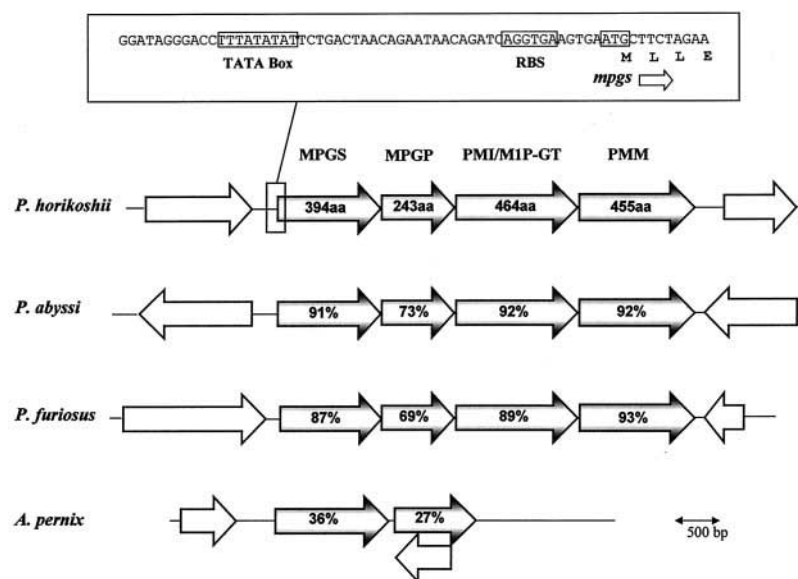 GGATAGGGACCTTTATATATTCTGACTAACAGAATAACAGATCAGGTGAAGTGAATGCTTCTAGAA
TATA Box RBS M L L E
mpgs
MPGS MPGP PMI/M1P-GT PMM
P. horikoshii 394aa 243aa 464aa 455aa
P. abyssi 91% 73% 92% 92%
P. furiosus 87% 69% 89% 93%
A. pernix 36% 27%
500 bp